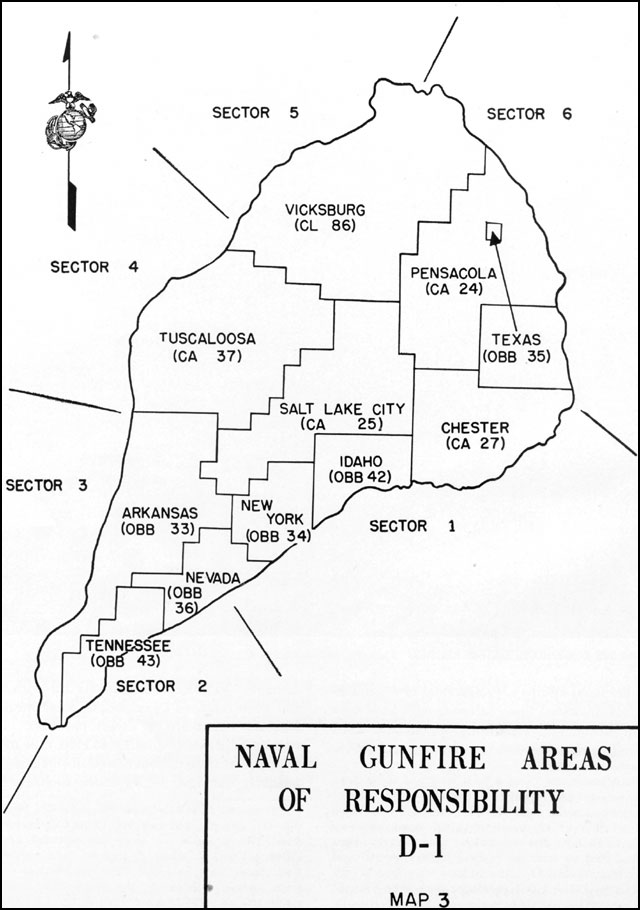 SECTOR 5
SECTOR 6
VICKSBURG
(CL 86)
SECTOR 4
PENSACOLA
(CA 24)
TUSCALOOSA
(CA 37)
TEXAS
(OBB 35)
SALT LAKE CITY
(CA 25)
CHESTER
(CA 27)
IDAHO
(OBB 42)
SECTOR 3
ARKANSAS
(OBB 33)
NEW
YORK
(OBB 34)
SECTOR 1
NEVADA
(OBB
36)
TENNESSEE
(OBB 43)
SECTOR 2
NAVAL GUNFIRE AREAS
OF RESPONSIBILITY
D-1
MAP 3